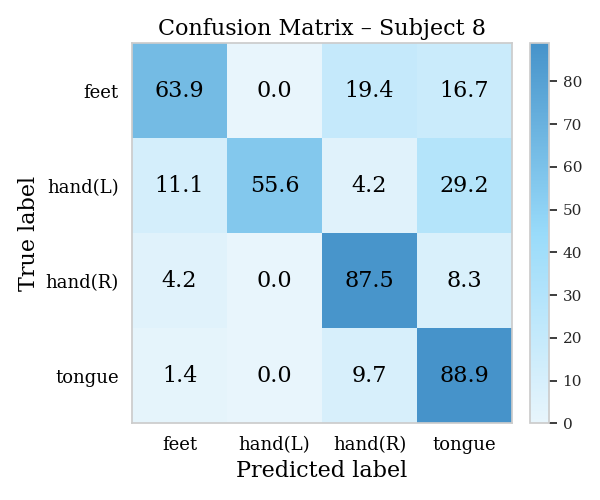 Confusion Matrix – Subject 8
True label
feet 63.9 0.0 19.4 16.7
hand(L) 11.1 55.6 4.2 29.2
hand(R) 4.2 0.0 87.5 8.3
tongue 1.4 0.0 9.7 88.9
feet hand(L) hand(R) tongue
Predicted label
80
70
60
50
40
30
20
10
0